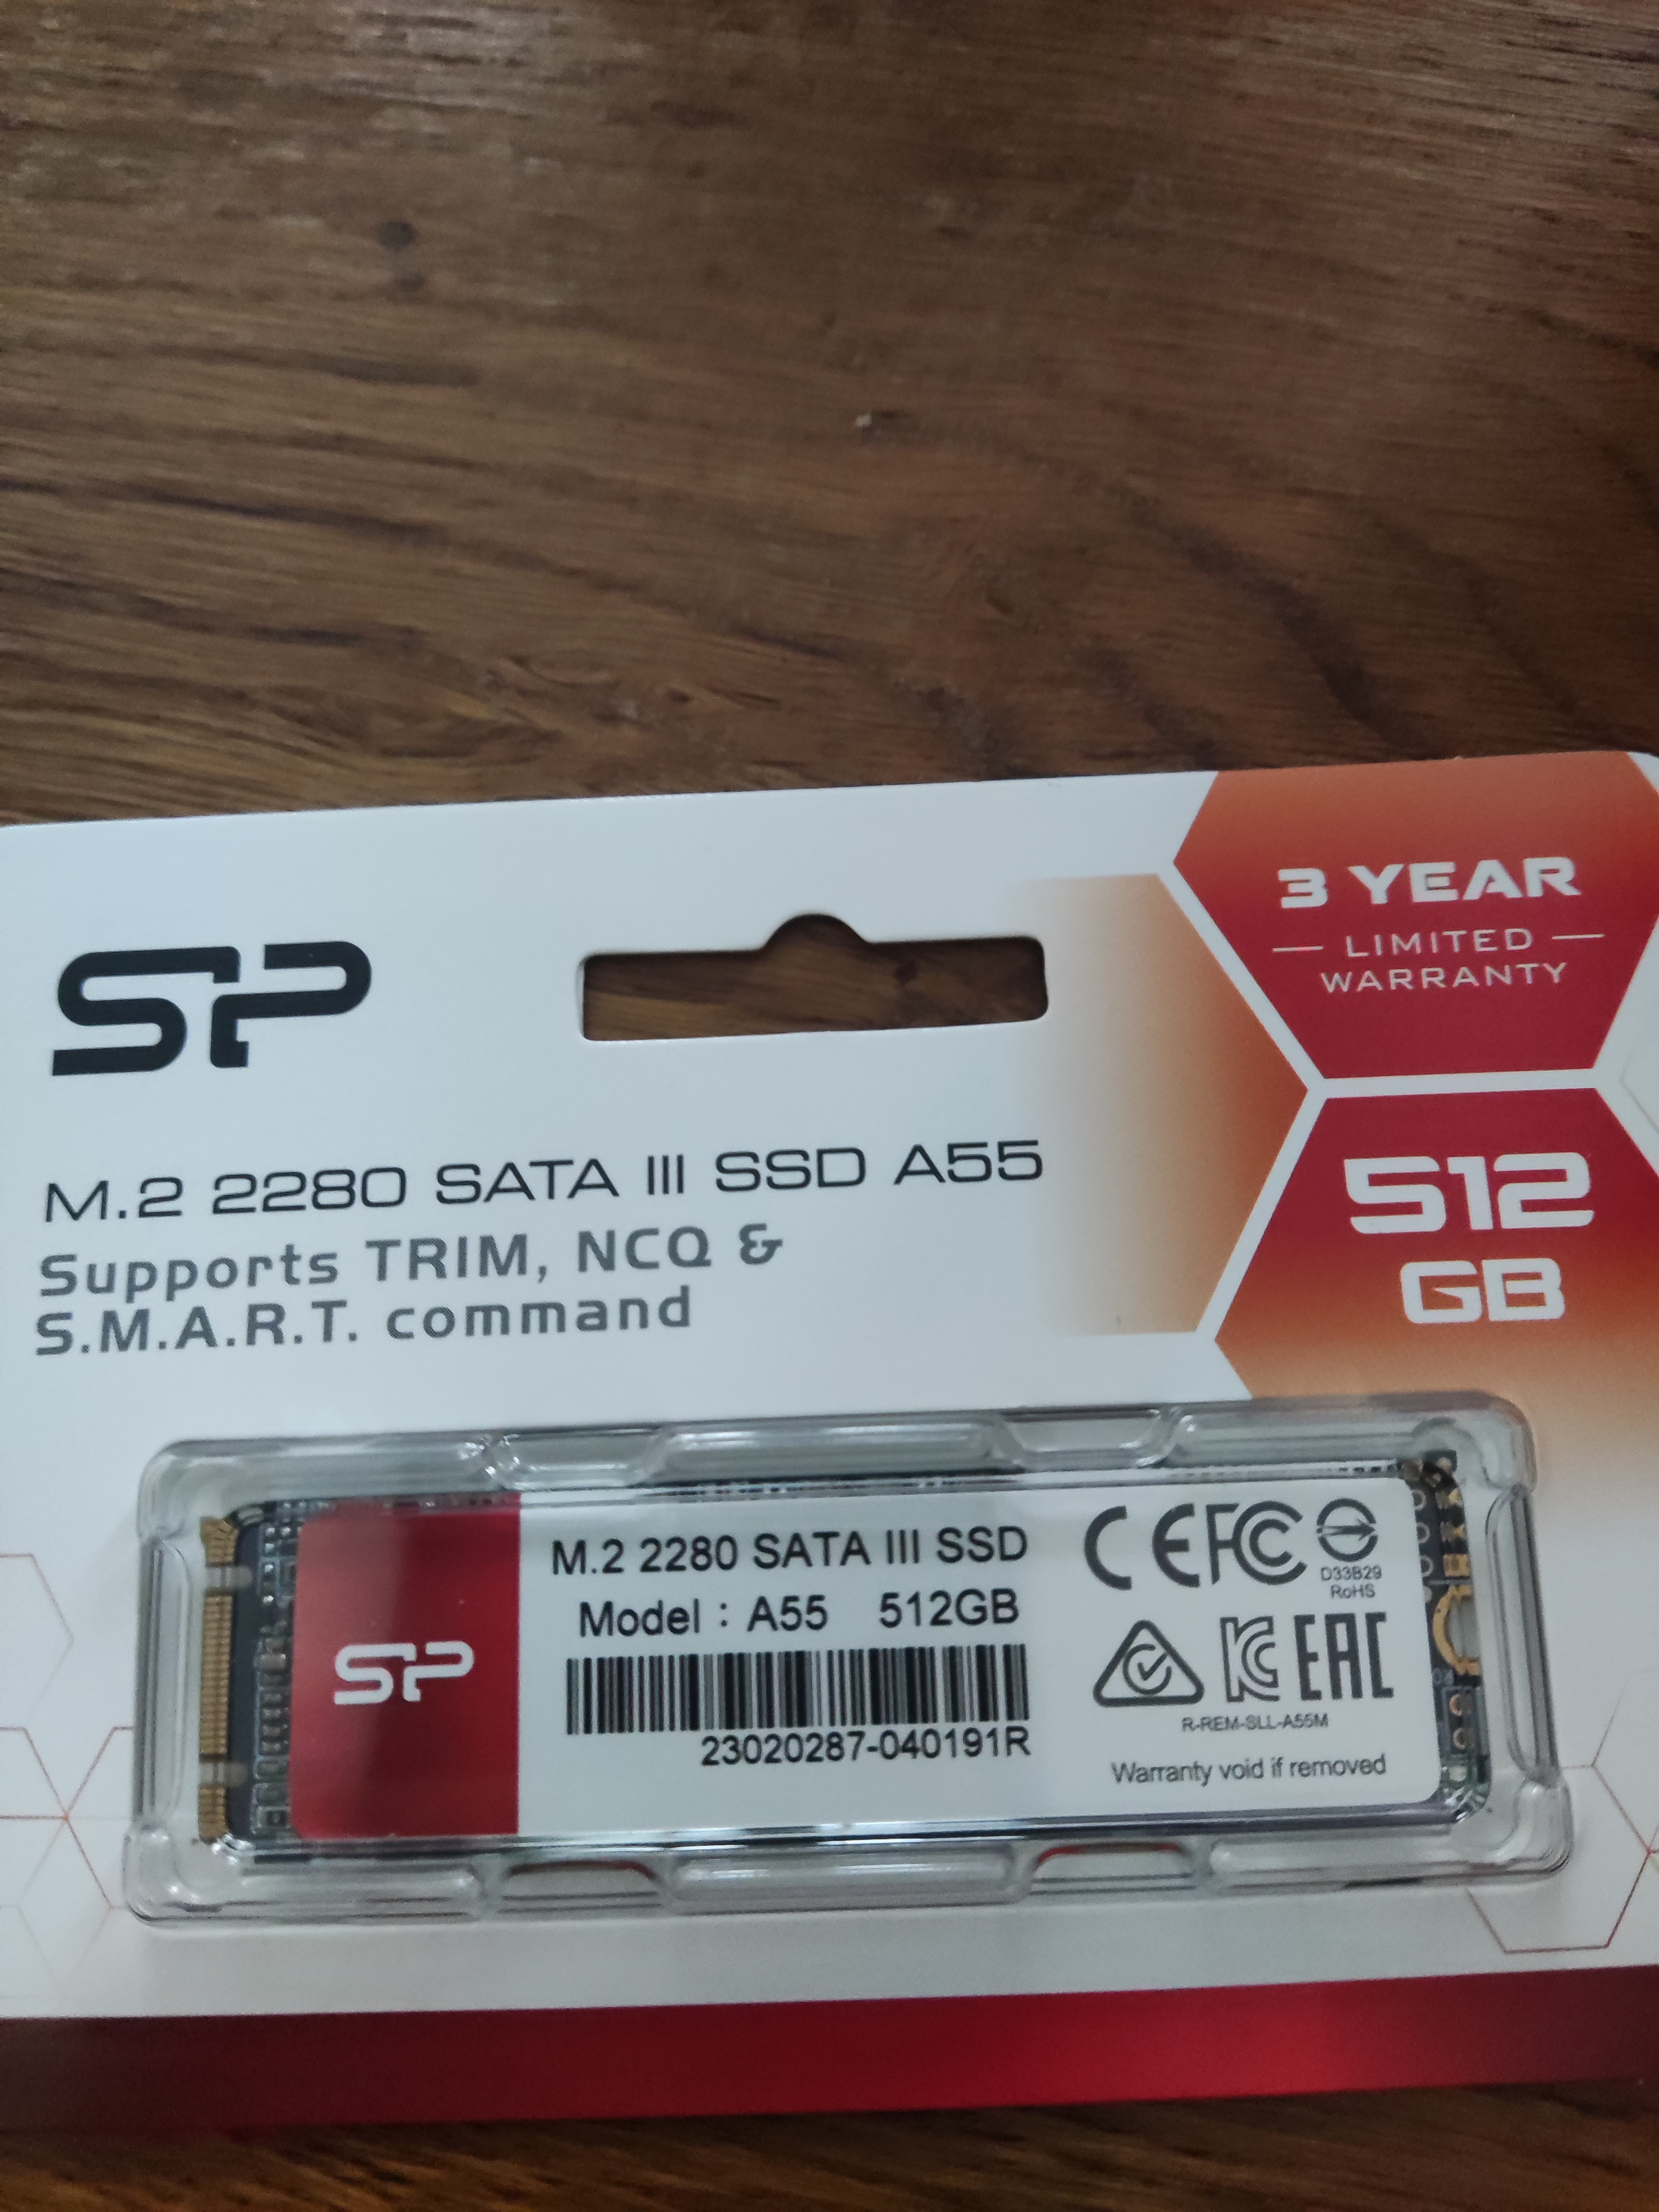 3 YEAR
LIMITED
WARRANTY
SP
512
GB
M.2 2280 SATA III SSD A55
Supports TRIM, NCQ &
S.M.A.R.T. command
SP
M.2 2280 SATA III SSD
Model : A55 512GB
23020287-040191R
CE FC
D33B29
RoHS
KC EAC
R-REM-SLL-A55M
Warranty void if removed